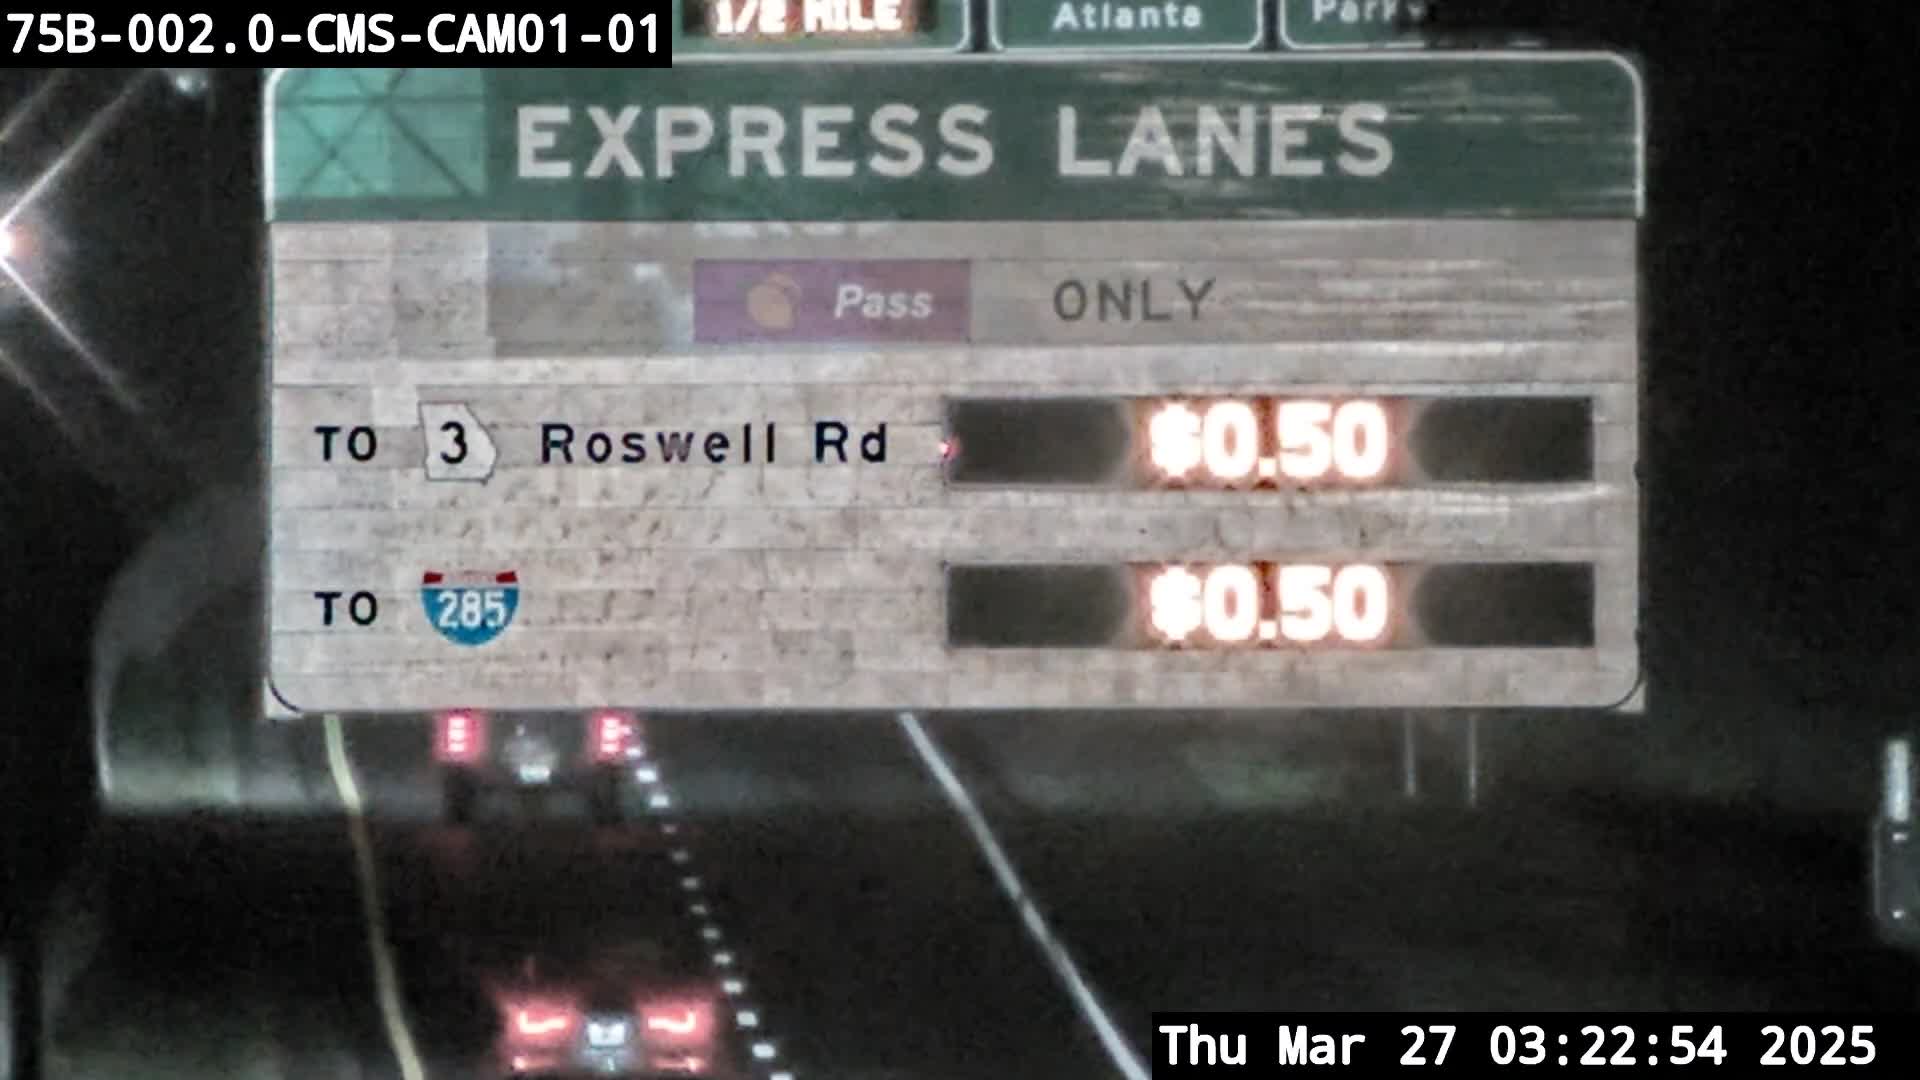 75B-002.0-CMS-CAM01-01
1/2 MILE
Atlanta
EXPRESS LANES
Pass ONLY
TO 3 Roswell Rd $0.50
TO 285 $0.50
Thu Mar 27 03:22:54 2025